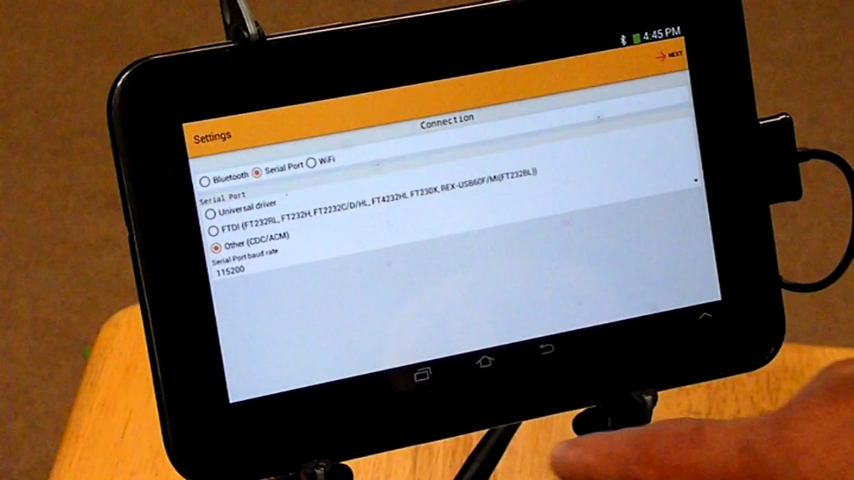 4:45 PM
NEXT
Settings
Connection
Bluetooth Serial Port WiFi
Serial Port
Universal driver
FTDI (FT232RL, FT232H, FT2232C/D/HL, FT4232HL, FT230X, REX-USB60F/MI(FT232BL))
Other (CDC/ACM)
Serial Port baud rate
115200